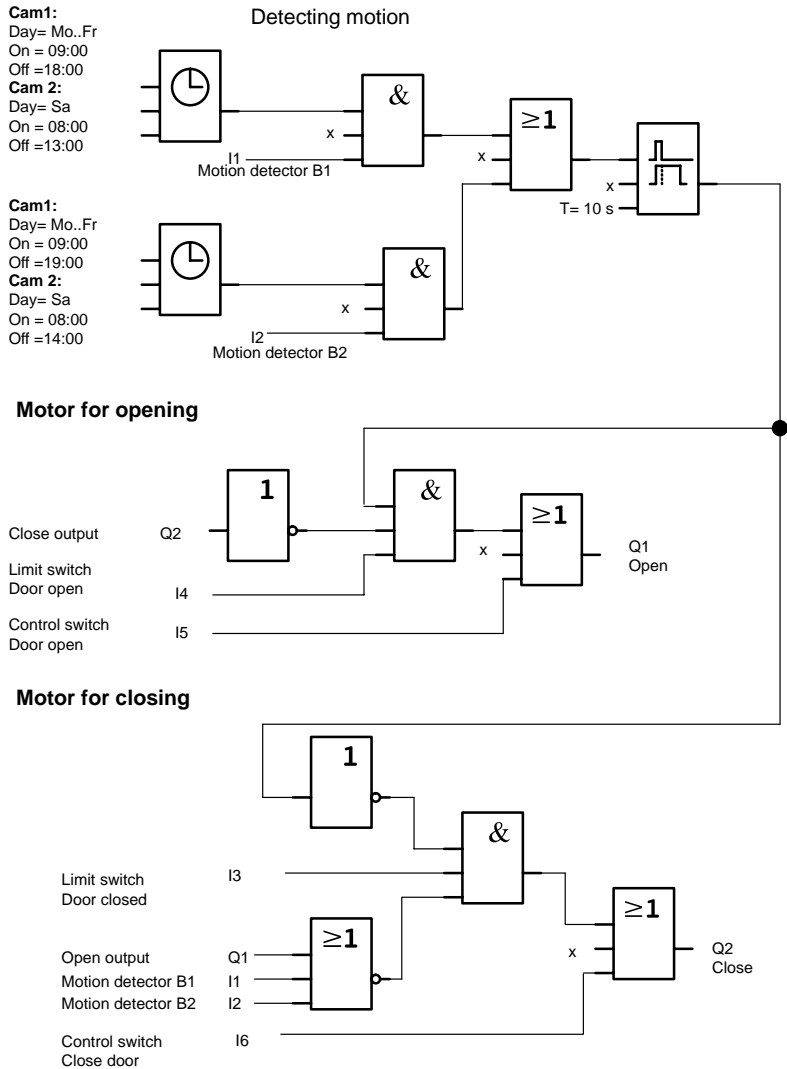 Detecting motion
Cam1:
Day= Mo..Fr
On = 09:00
Off =18:00
Cam 2:
Day= Sa
On = 08:00
Off =13:00
&
x
I1
Motion detector B1
≥1
x
x
T= 10 s
Cam1:
Day= Mo..Fr
On = 09:00
Off =19:00
Cam 2:
Day= Sa
On = 08:00
Off =14:00
&
x
I2
Motion detector B2
Motor for opening
1
&
≥1
Close output Q2
x
Q1
Open
Limit switch
Door open I4
Control switch
Door open I5
Motor for closing
1
&
Limit switch
Door closed I3
≥1
≥1
Open output Q1
Motion detector B1 I1
Motion detector B2 I2
x
Q2
Close
Control switch
Close door I6